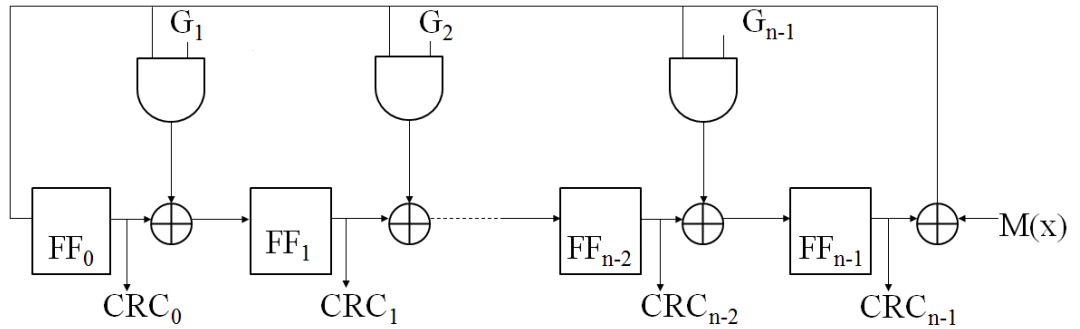 G₁
G₂
Gₙ₋₁
FF₀
FF₁
FFₙ₋₂
FFₙ₋₁
M(x)
CRC₀
CRC₁
CRCₙ₋₂
CRCₙ₋₁